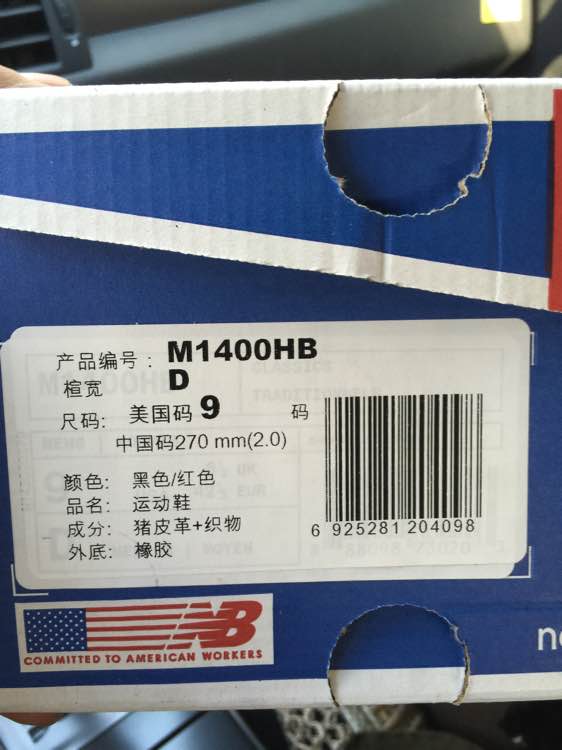 产品编号: M1400HB
楦宽 D
尺码: 美国码 9 码
中国码270 mm(2.0)
颜色: 黑色/红色
品名: 运动鞋
成分: 猪皮革+织物
外底: 橡胶
6 925281 204098
NB
COMMITTED TO AMERICAN WORKERS